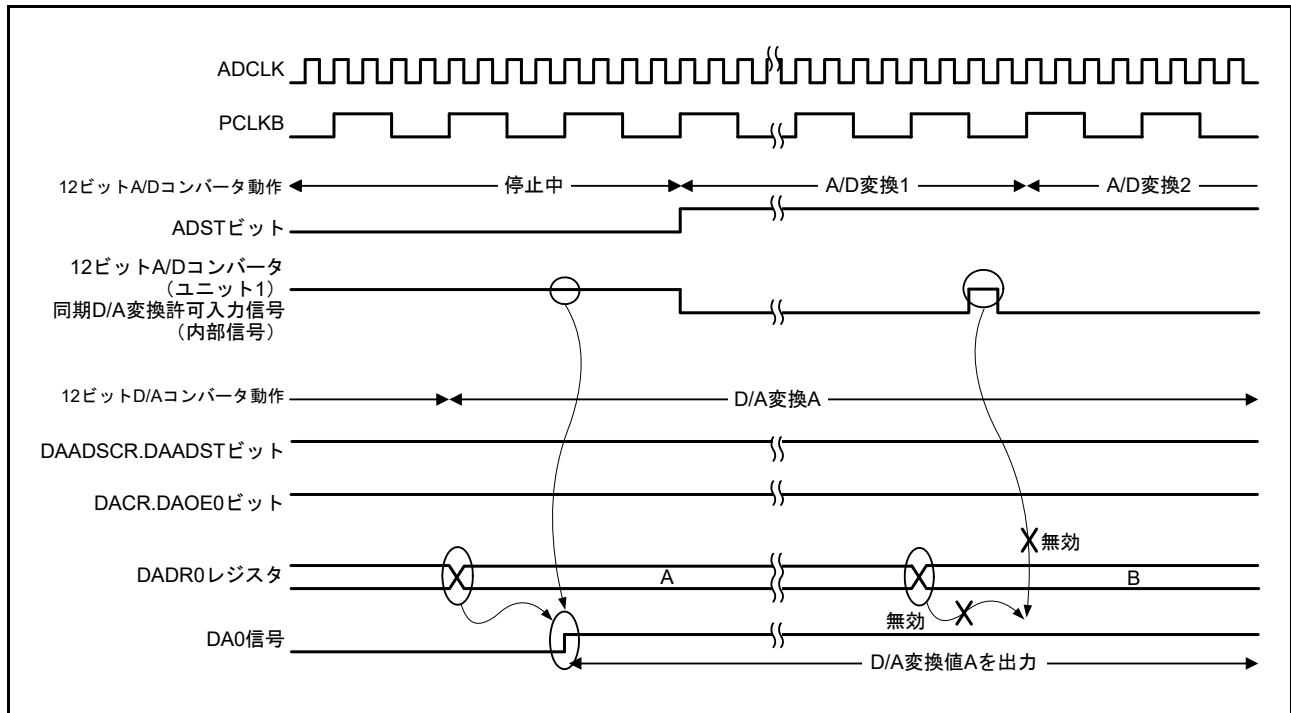 ADCLK
PCLKB
12ビットA/Dコンバータ動作
停止中
A/D変換1
A/D変換2
ADSTビット
12ビットA/Dコンバータ
（ユニット1）
同期D/A変換許可入力信号
（内部信号）
12ビットD/Aコンバータ動作
D/A変換A
DAADSCR.DAADSTビット
DACR.DAOE0ビット
無効
DADR0レジスタ
A
B
無効
DA0信号
D/A変換値Aを出力